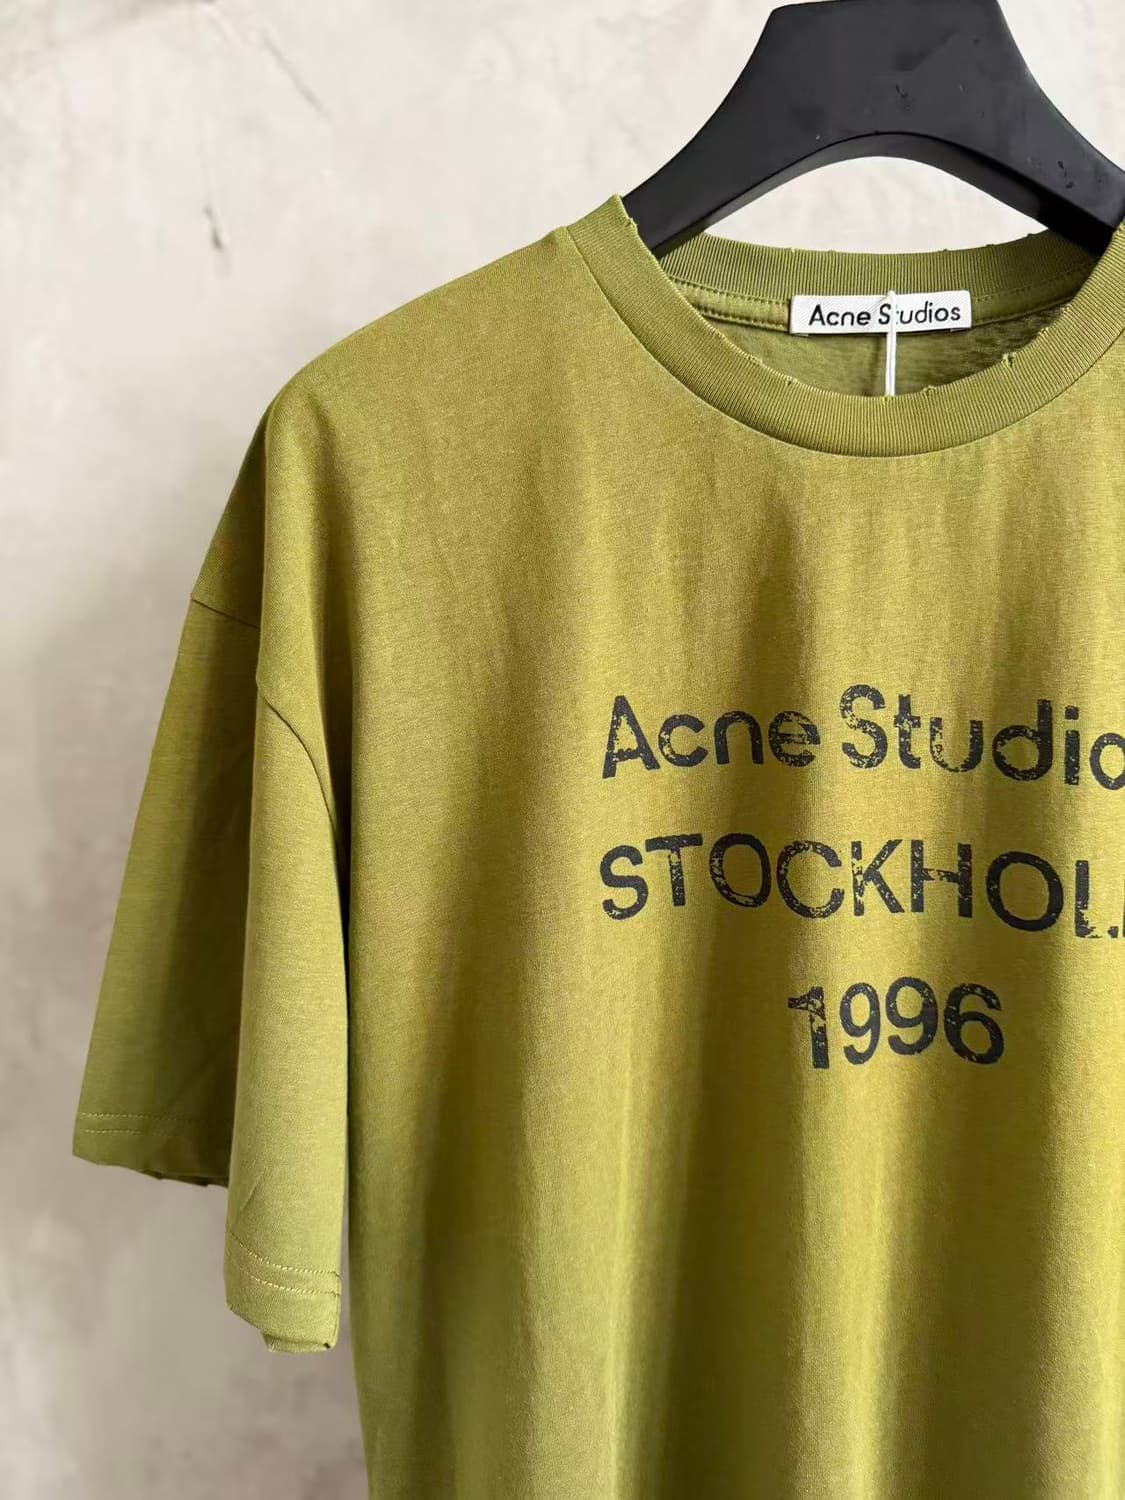 Acne Studios
Acne Studio
STOCKHOL
1996